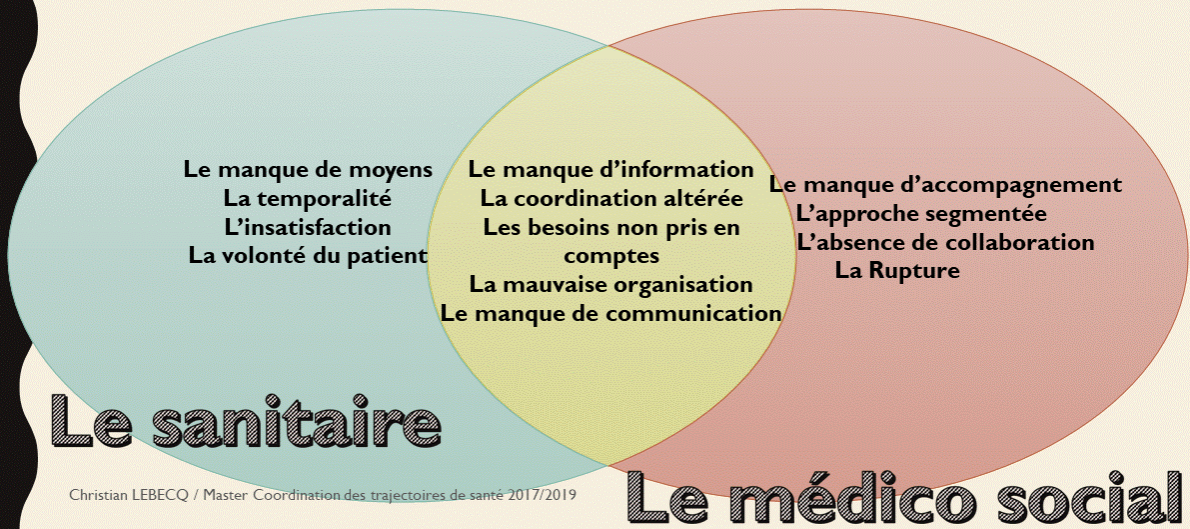 Le manque de moyens
La temporalité
L'insatisfaction
La volonté du patient
Le manque d'information
La coordination altérée
Les besoins non pris en
comptes
La mauvaise organisation
Le manque de communication
Le manque d'accompagnement
L'approche segmentée
L'absence de collaboration
La Rupture
Le sanitaire
Christian LEBECQ / Master Coordination des trajectoires de santé 2017/2019
Le médico social